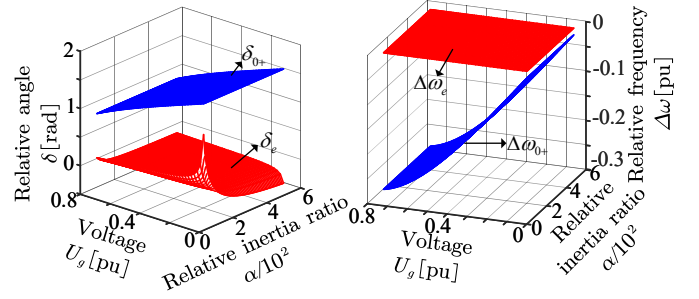 Relative angle
δ[rad]
2
1
0
δ₀₊
δₑ
0.8
0.4
0
Voltage
U_g[pu]
0
2
4
6
Relative inertia ratio
α/10²
Δωₑ
Δω₀₊
0
-0.1
-0.2
-0.3
Relative frequency
Δω[pu]
0.8
0.4
0
Voltage
U_g[pu]
0
2
4
6
Relative
inertia ratio
α/10²